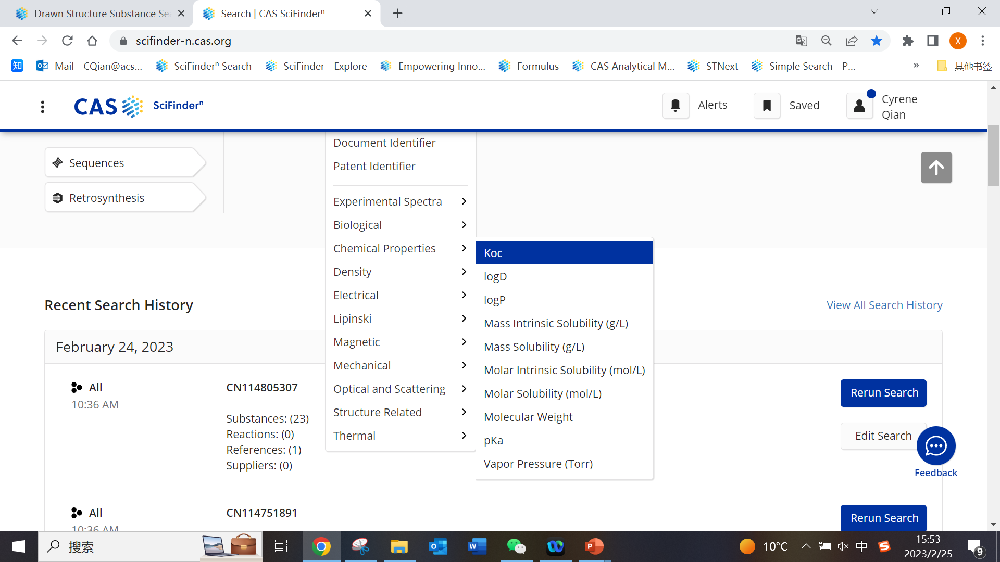 Drawn Structure Substance Se
Search | CAS SciFinderⁿ
scifinder-n.cas.org
X
知
Mail - CQian@acs...
SciFinderⁿ Search
SciFinder - Explore
Empowering Inno...
Formulus
CAS Analytical M...
STNext
Simple Search - P...
»
其他书签
CAS SciFinderⁿ
Alerts
Saved
Cyrene
Qian
Document Identifier
Patent Identifier
Sequences
Retrosynthesis
Experimental Spectra
Biological
Chemical Properties
Density
Electrical
Lipinski
Magnetic
Mechanical
Optical and Scattering
Structure Related
Thermal
Koc
logD
logP
Mass Intrinsic Solubility (g/L)
Mass Solubility (g/L)
Molar Intrinsic Solubility (mol/L)
Molar Solubility (mol/L)
Molecular Weight
pKa
Vapor Pressure (Torr)
Recent Search History
View All Search History
February 24, 2023
All
10:36 AM
CN114805307
Substances: (23)
Reactions: (0)
References: (1)
Suppliers: (0)
Rerun Search
Edit Search
Feedback
All
10:36 AM
CN114751891
Rerun Search
搜索
10°C
中
15:53
2023/2/25
9